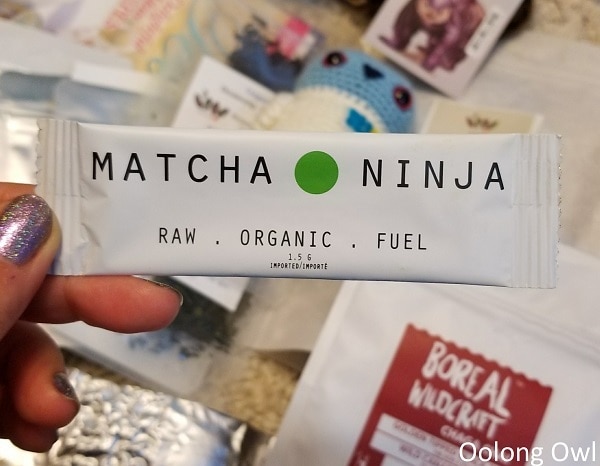 MATCHA NINJA
RAW . ORGANIC . FUEL
1.5 G
IMPORTED/IMPORTÉ
BOREAL
WILDCRAFT
Oolong Owl